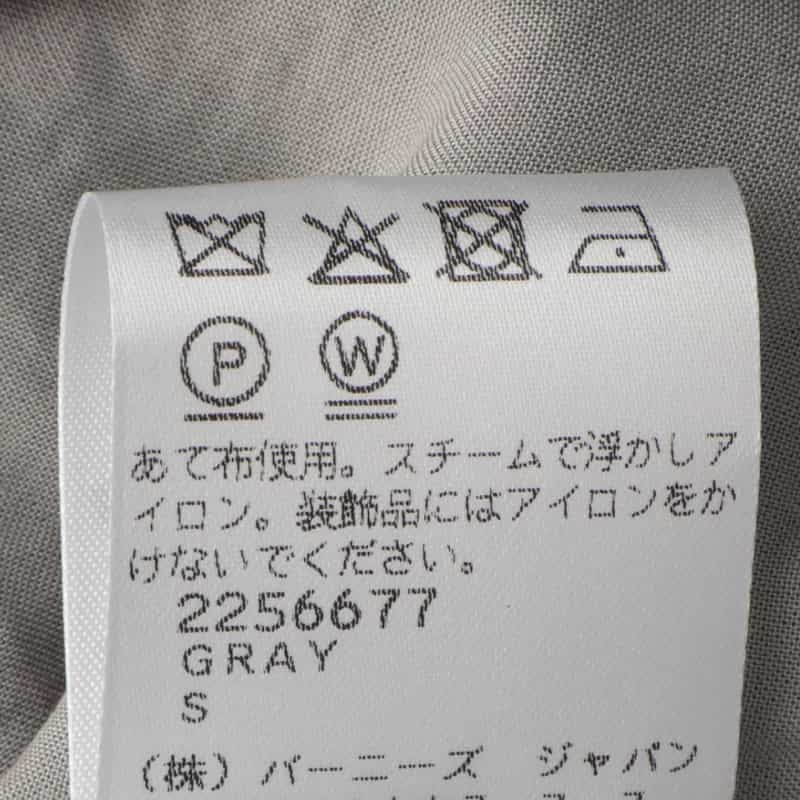 P W
あて布使用。スチームで浮かしア
イロン。装飾品にはアイロンをか
けないでください。
2256677
GRAY
S
(株) バーニーズ ジャパン